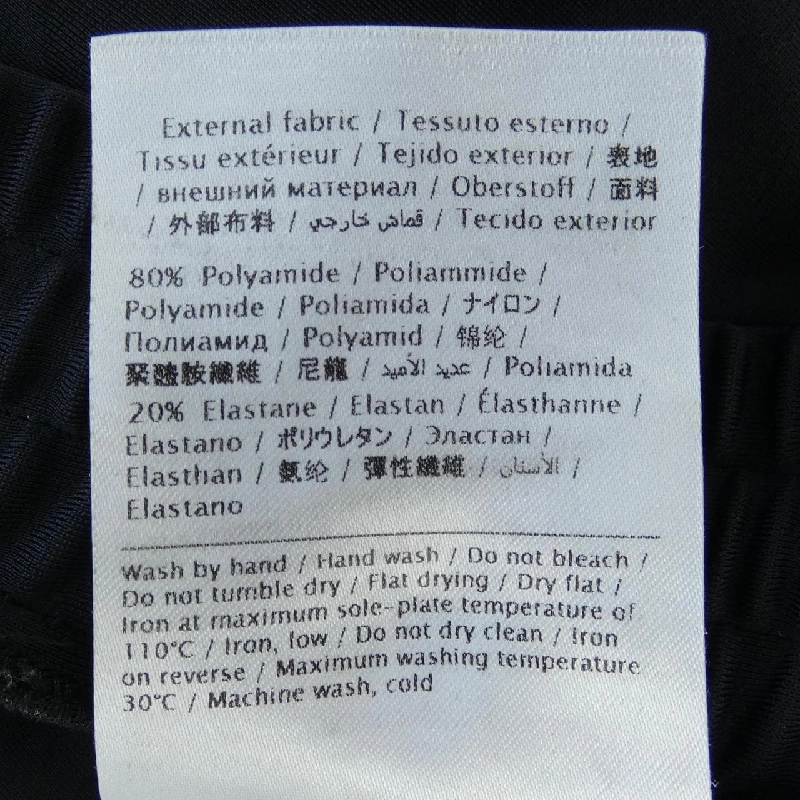 External fabric / Tessuto esterno /
Tissu extérieur / Tejido exterior / 表地
/ внешний материал / Oberstoff / 面料
/ 外部布料 / قماش خارجي / Tecido exterior
80% Polyamide / Poliammide /
Polyamide / Poliamida / ナイロン /
Полиамид / Polyamid / 锦纶 /
聚醯胺纖維 / 尼龍 / عديد الأميد / Poliamida
20% Elastane / Elastan / Élasthanne /
Elastano / ポリウレタン / Эластан /
Elasthan / 氨纶 / 彈性纖維 / الأستان /
Elastano
Wash by hand / Hand wash / Do not bleach /
Do not tumble dry / Flat drying / Dry flat /
Iron at maximum sole-plate temperature of
110°C / Iron, low / Do not dry clean / Iron
on reverse / Maximum washing temperature
30°C / Machine wash, cold